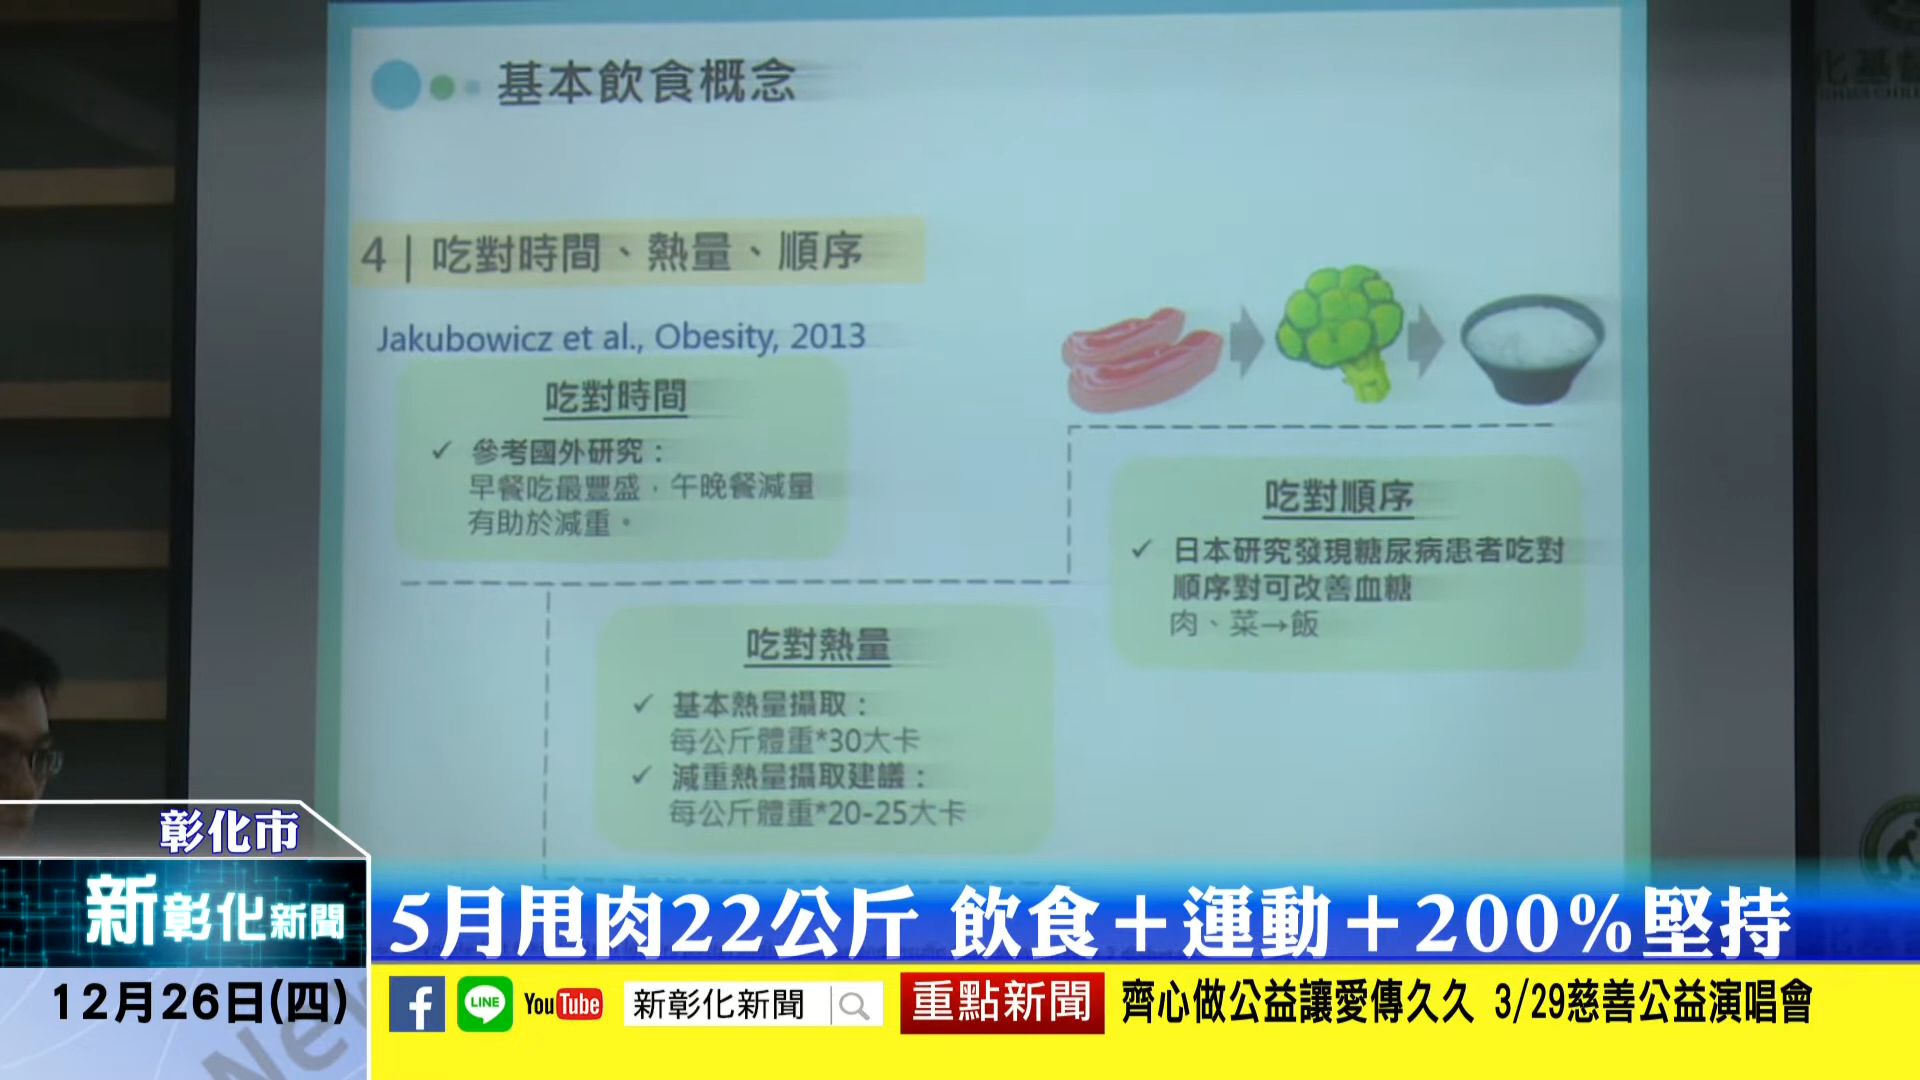 基本飲食概念
4 | 吃對時間、熱量、順序
Jakubowicz et al., Obesity, 2013
吃對時間
✓ 參考國外研究：
早餐吃最豐盛，午晚餐減量
有助於減重。
吃對順序
✓ 日本研究發現糖尿病患者吃對
順序對可改善血糖
肉、菜→飯
吃對熱量
✓ 基本熱量攝取：
每公斤體重*30大卡
✓ 減重熱量攝取建議：
每公斤體重*20-25大卡
化基督
彰化市
新彰化新聞
5月甩肉22公斤 飲食＋運動＋200%堅持
12月26日(四)
LINE
YouTube
新彰化新聞
重點新聞
齊心做公益讓愛傳久久 3/29慈善公益演唱會